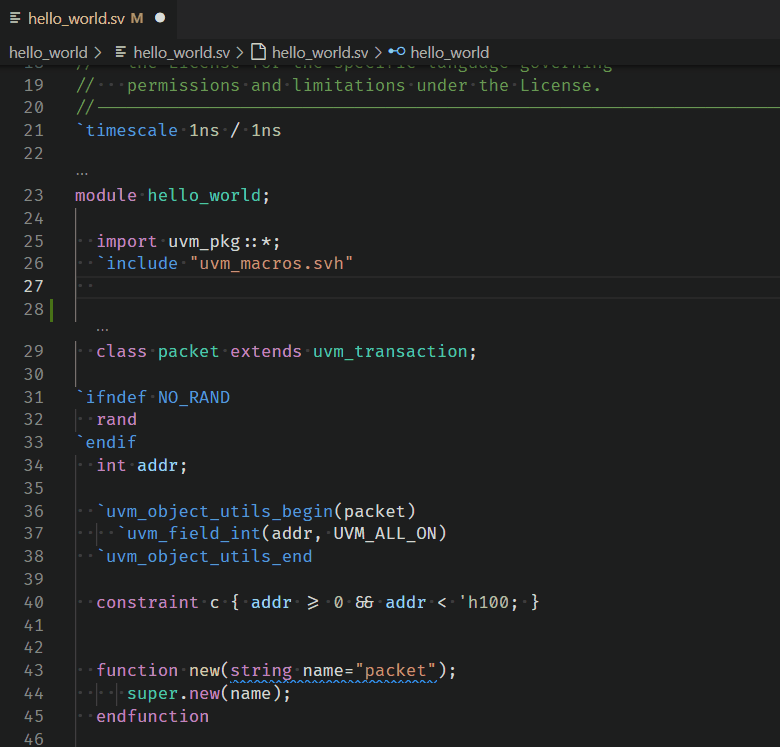 hello_world.sv M
hello_world > hello_world.sv > hello_world.sv > hello_world
18 // the License for the specific language governing
19 // permissions and limitations under the License.
20 //
21 `timescale 1ns / 1ns
22
...
23 module hello_world;
24
25 import uvm_pkg::*;
26 `include "uvm_macros.svh"
27
28
...
29 class packet extends uvm_transaction;
30
31 `ifndef NO_RAND
32 rand
33 `endif
34 int addr;
35
36 `uvm_object_utils_begin(packet)
37 `uvm_field_int(addr, UVM_ALL_ON)
38 `uvm_object_utils_end
39
40 constraint c { addr >= 0 && addr < 'h100; }
41
42
43 function new(string name="packet");
44 super.new(name);
45 endfunction
46